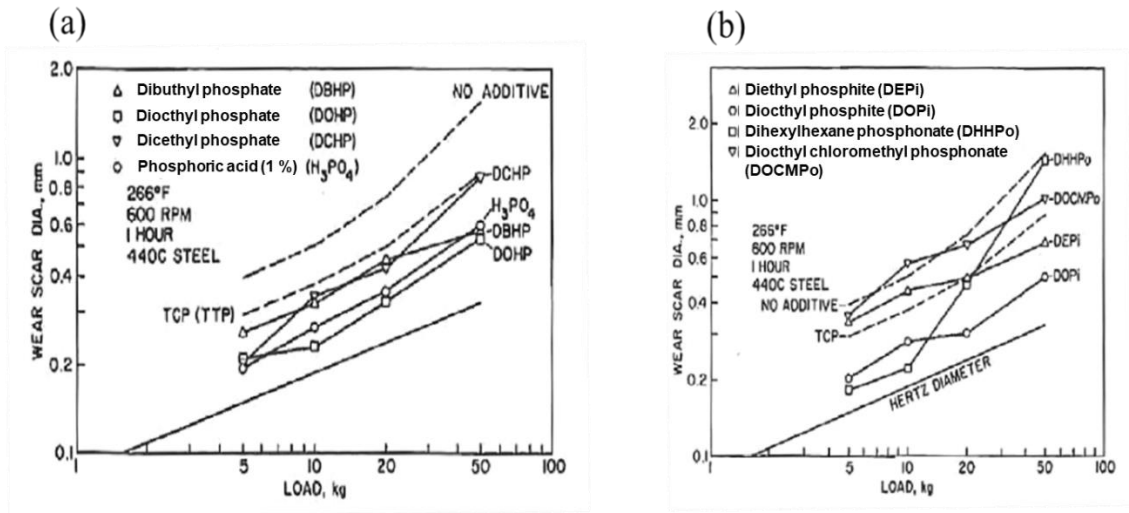 (a)
WEAR SCAR DIA., mm
2.0
1.0
0.8
0.6
0.4
0.2
0.1
Dibuthyl phosphate (DBHP)
Diocthyl phosphate (DOHP)
Dicethyl phosphate (DCHP)
Phosphoric acid (1 %) (H₃PO₄)
266°F
600 RPM
1 HOUR
440C STEEL
NO ADDITIVE
DCHP
H₃PO₄
DBHP
DOHP
TCP (TTP)
1 5 10 20 50 100
LOAD, kg
(b)
WEAR SCAR DIA., mm
2.0
1.0
0.8
0.6
0.4
0.2
0.1
Diethyl phosphite (DEPi)
Diocthyl phosphite (DOPi)
Dihexylhexane phosphonate (DHHPo)
Diocthyl chloromethyl phosphonate
(DOCMPo)
266°F
600 RPM
1 HOUR
440C STEEL
DHHPo
DOCMPo
DEPi
DOPi
NO ADDITIVE
TCP
HERTZ DIAMETER
1 5 10 20 50 100
LOAD, kg